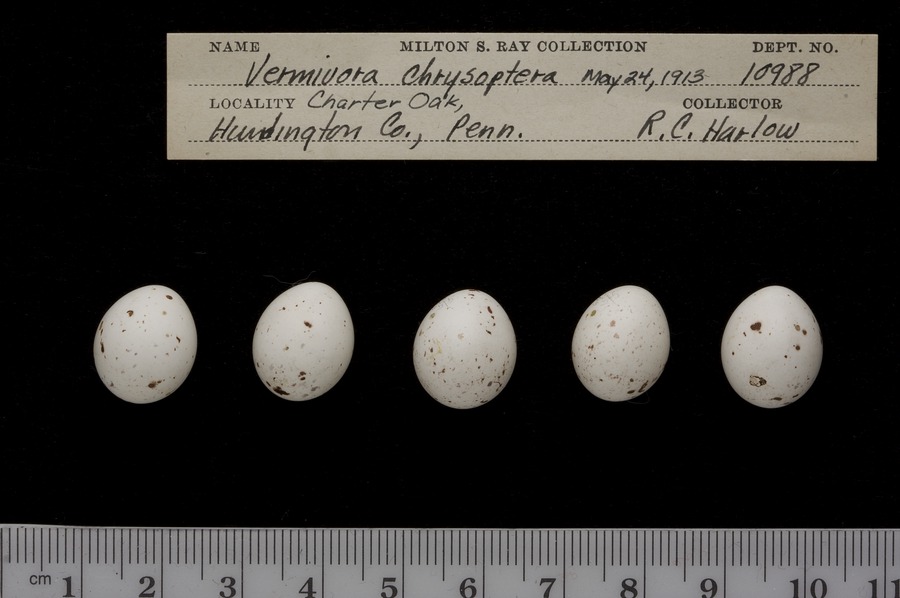 NAME MILTON S. RAY COLLECTION DEPT. NO.
Vermivora chrysoptera May 24, 1913 10988
LOCALITY Charter Oak, COLLECTOR
Hundington Co., Penn. R. C. Harlow
cm 1 2 3 4 5 6 7 8 9 10 11